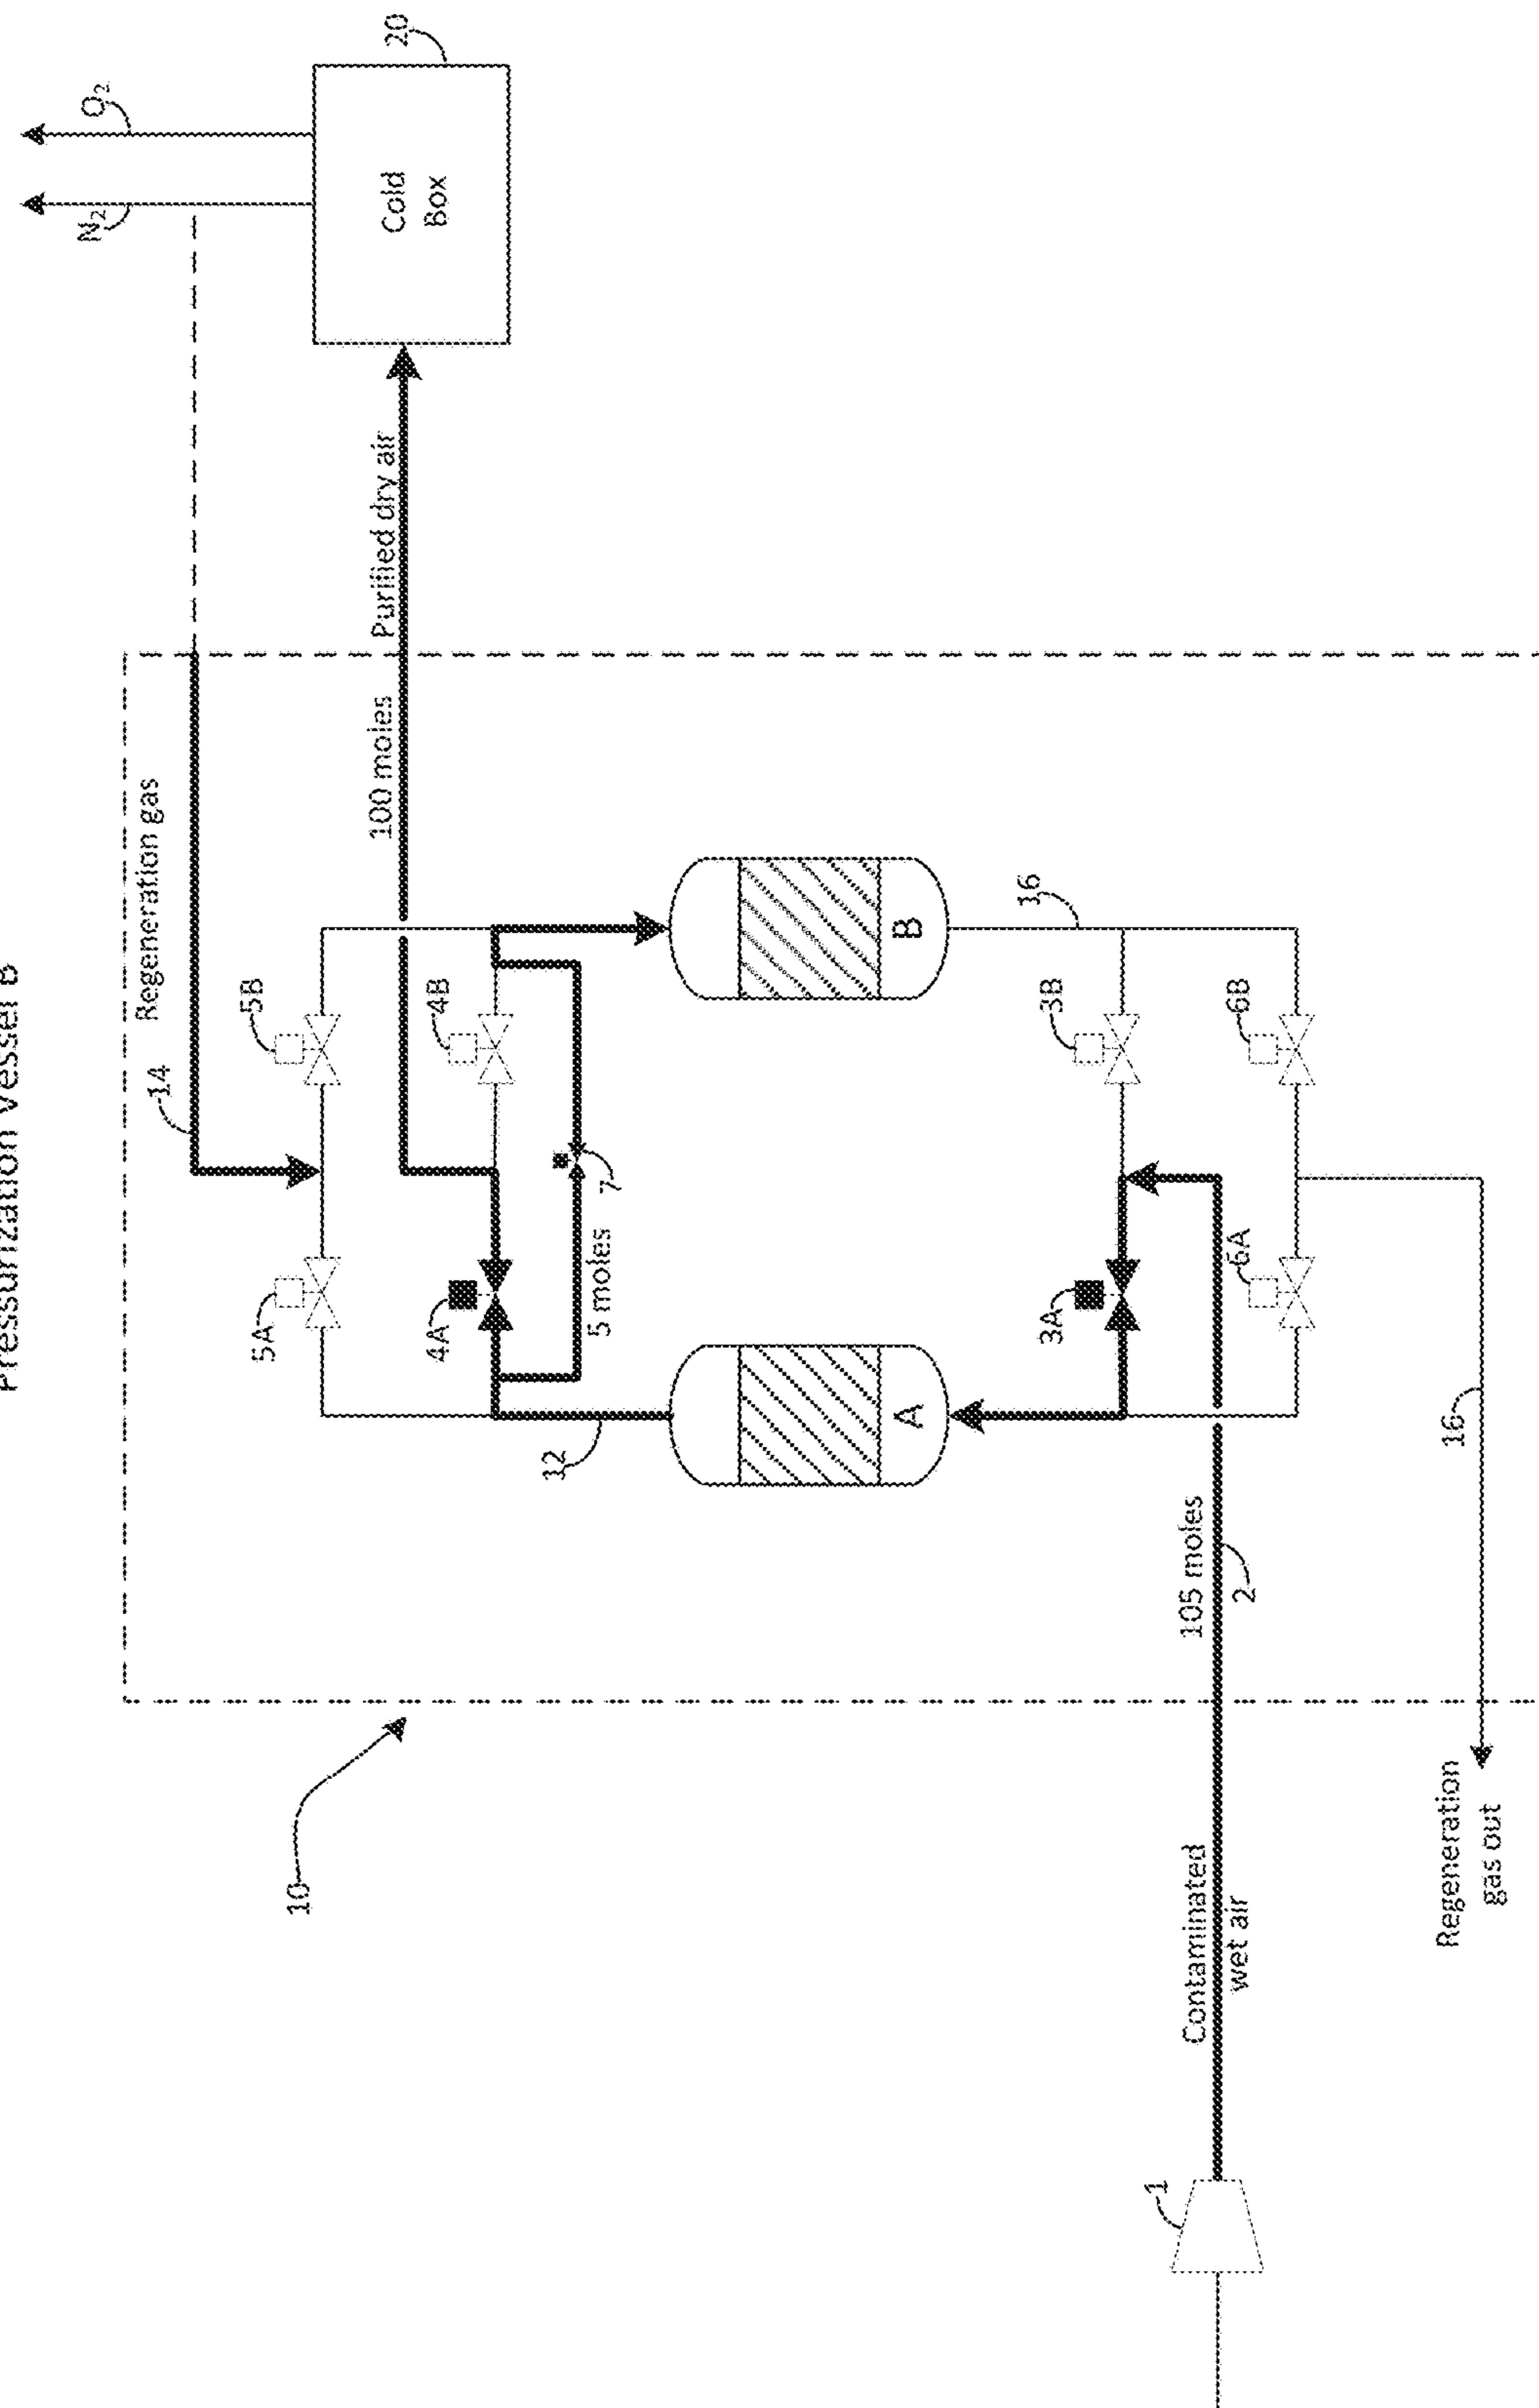 Pressurization Vessel B
N₂
O₂
20
Cold
Box
Regeneration gas
14
100 moles
Purified dry air
5A
5B
4A
4B
7
5 moles
12
A
B
16
3A
3B
6A
6B
105 moles
2
10
Contaminated
wet air
1
Regeneration
gas out
16